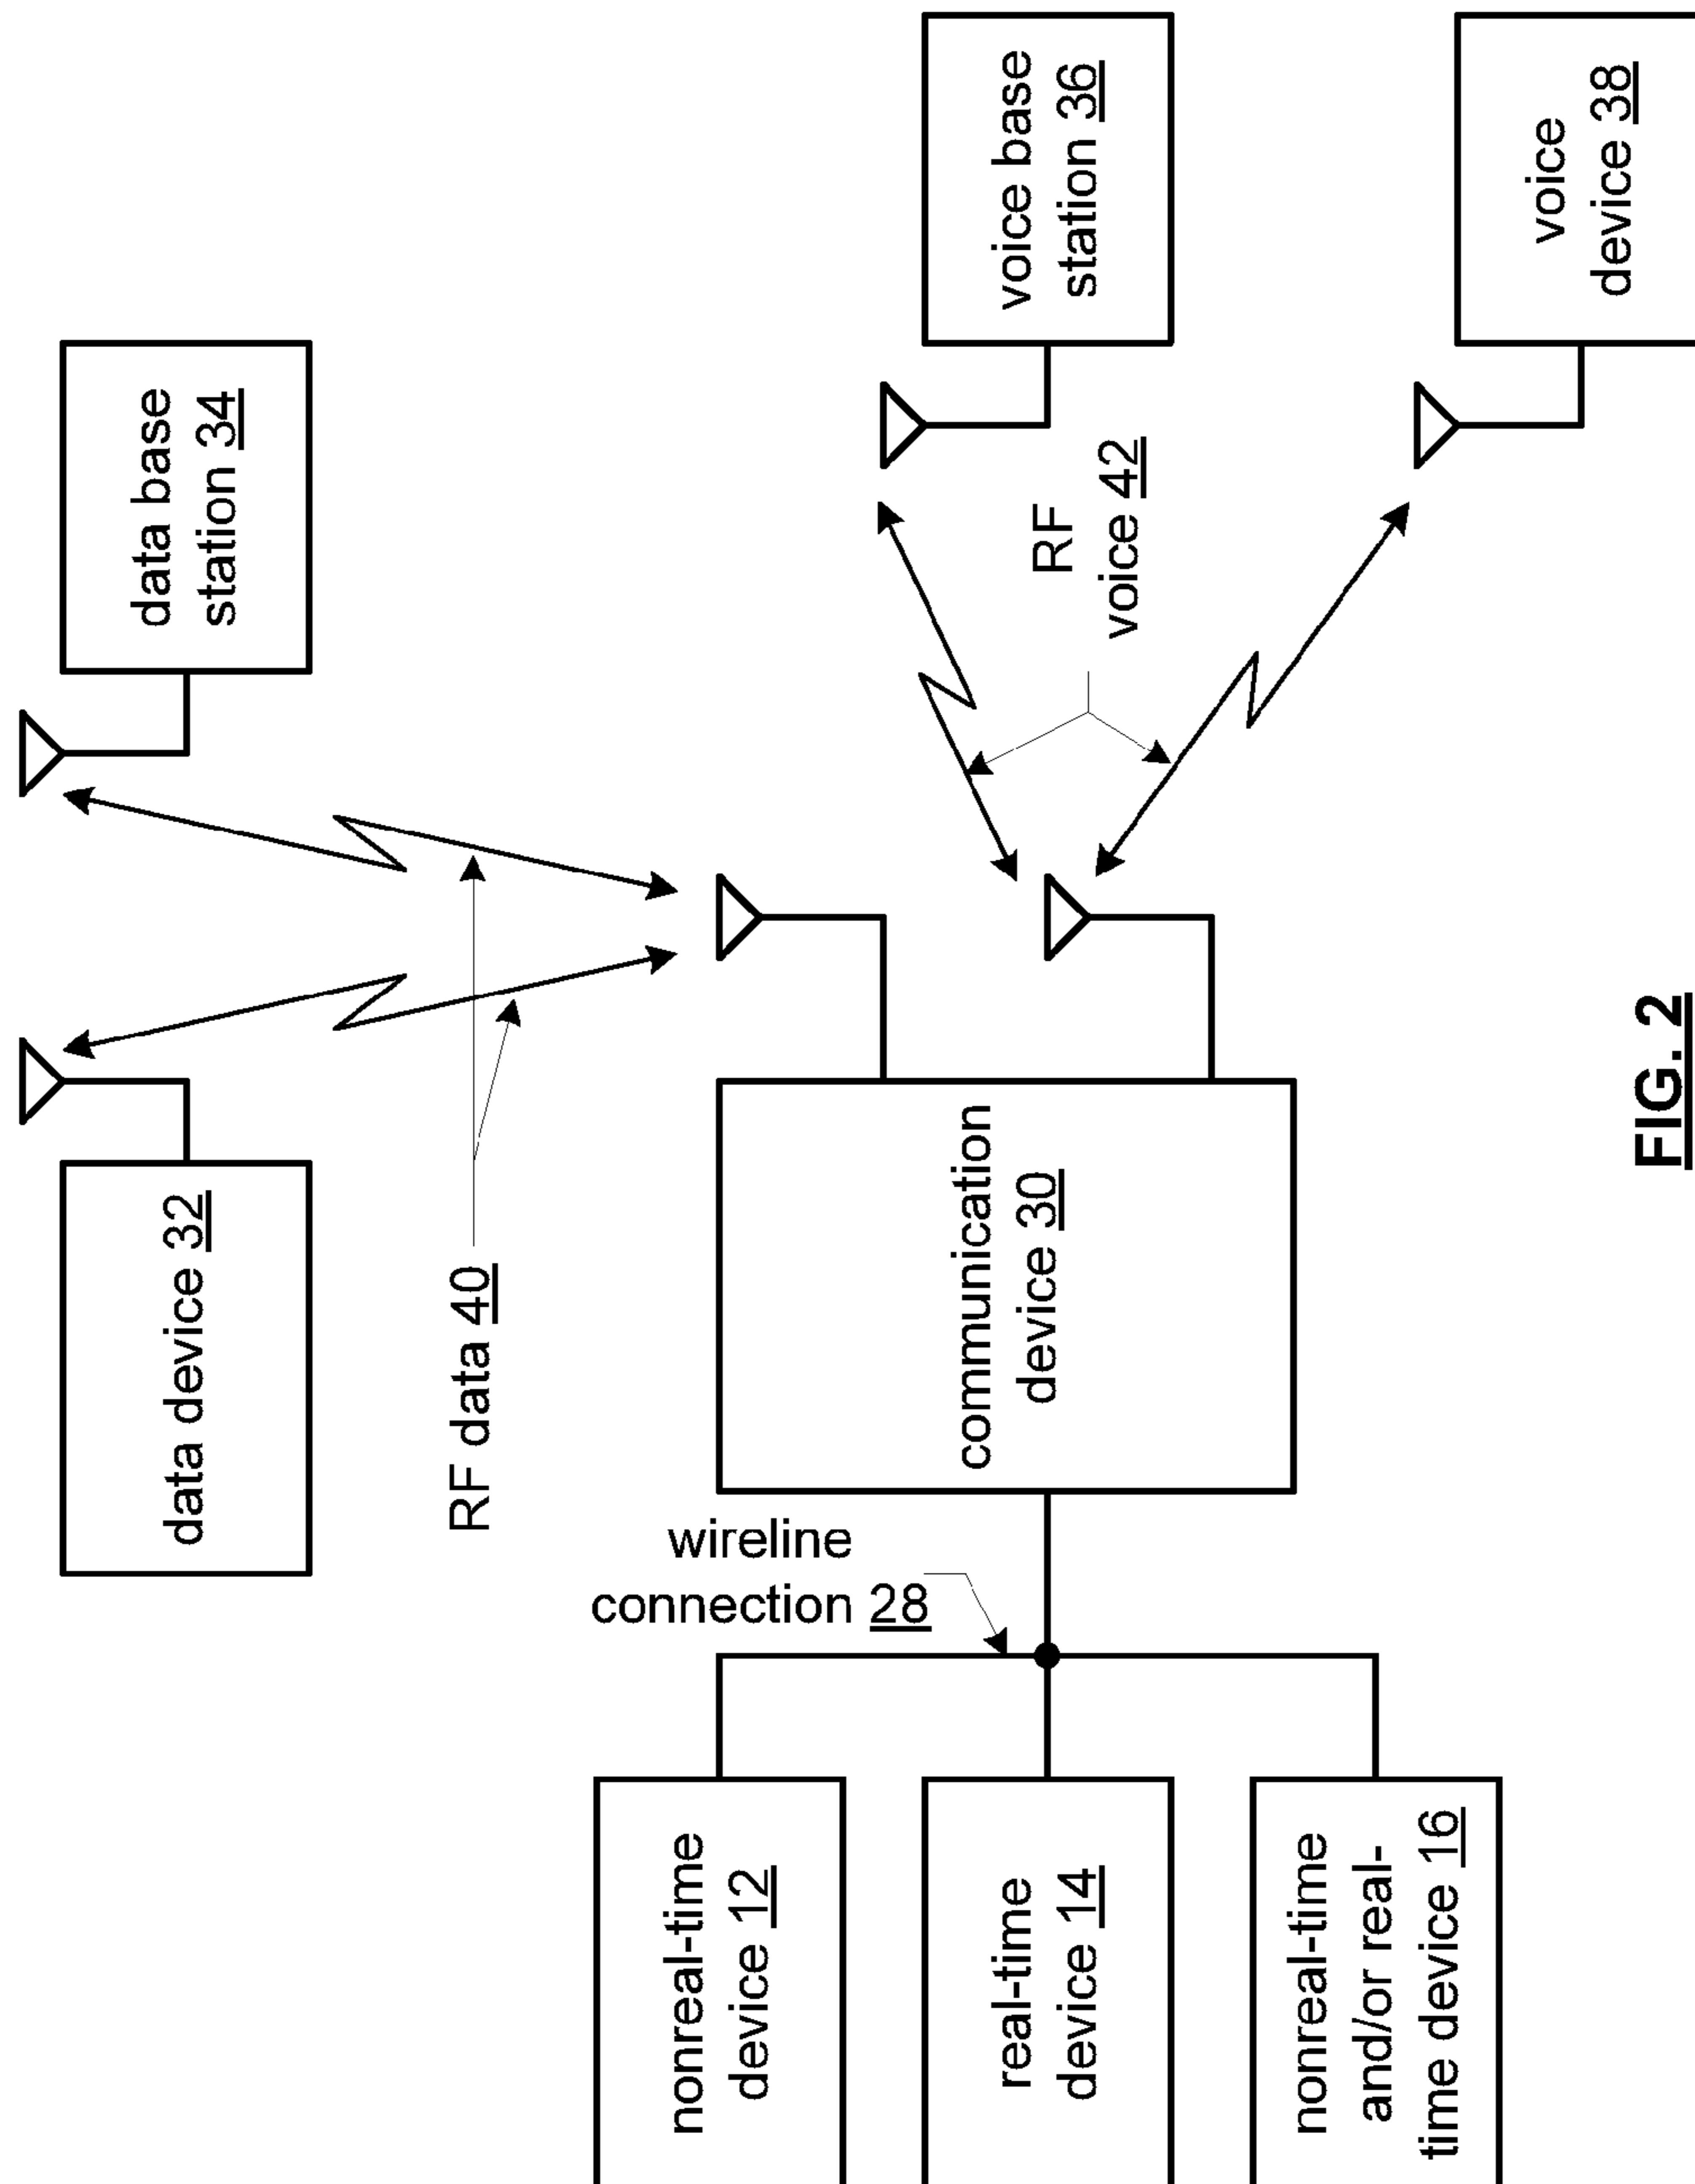 data device 32
data base
station 34
RF data 40
wireline
connection 28
nonreal-time
device 12
communication
device 30
RF
voice 42
voice base
station 36
real-time
device 14
nonreal-time
and/or real-
time device 16
voice
device 38
FIG. 2